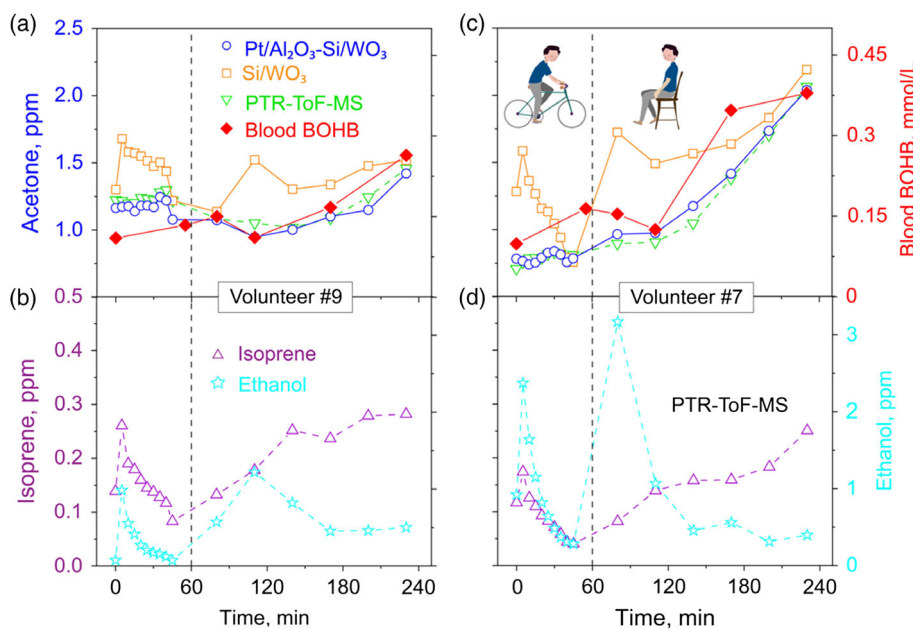 (a)
(c)
2.5
2.0
1.5
1.0
0.5
Acetone, ppm
Pt/Al₂O₃-Si/WO₃
Si/WO₃
PTR-ToF-MS
Blood BOHB
0.45
0.30
0.15
0
Blood BOHB, mmol/L
(b)
Volunteer #9
(d)
Volunteer #7
0.4
0.3
0.2
0.1
0.0
Isoprene, ppm
Isoprene
Ethanol
PTR-ToF-MS
3
2
1
0
Ethanol, ppm
0 60 120 180 240
0 60 120 180 240
Time, min
Time, min